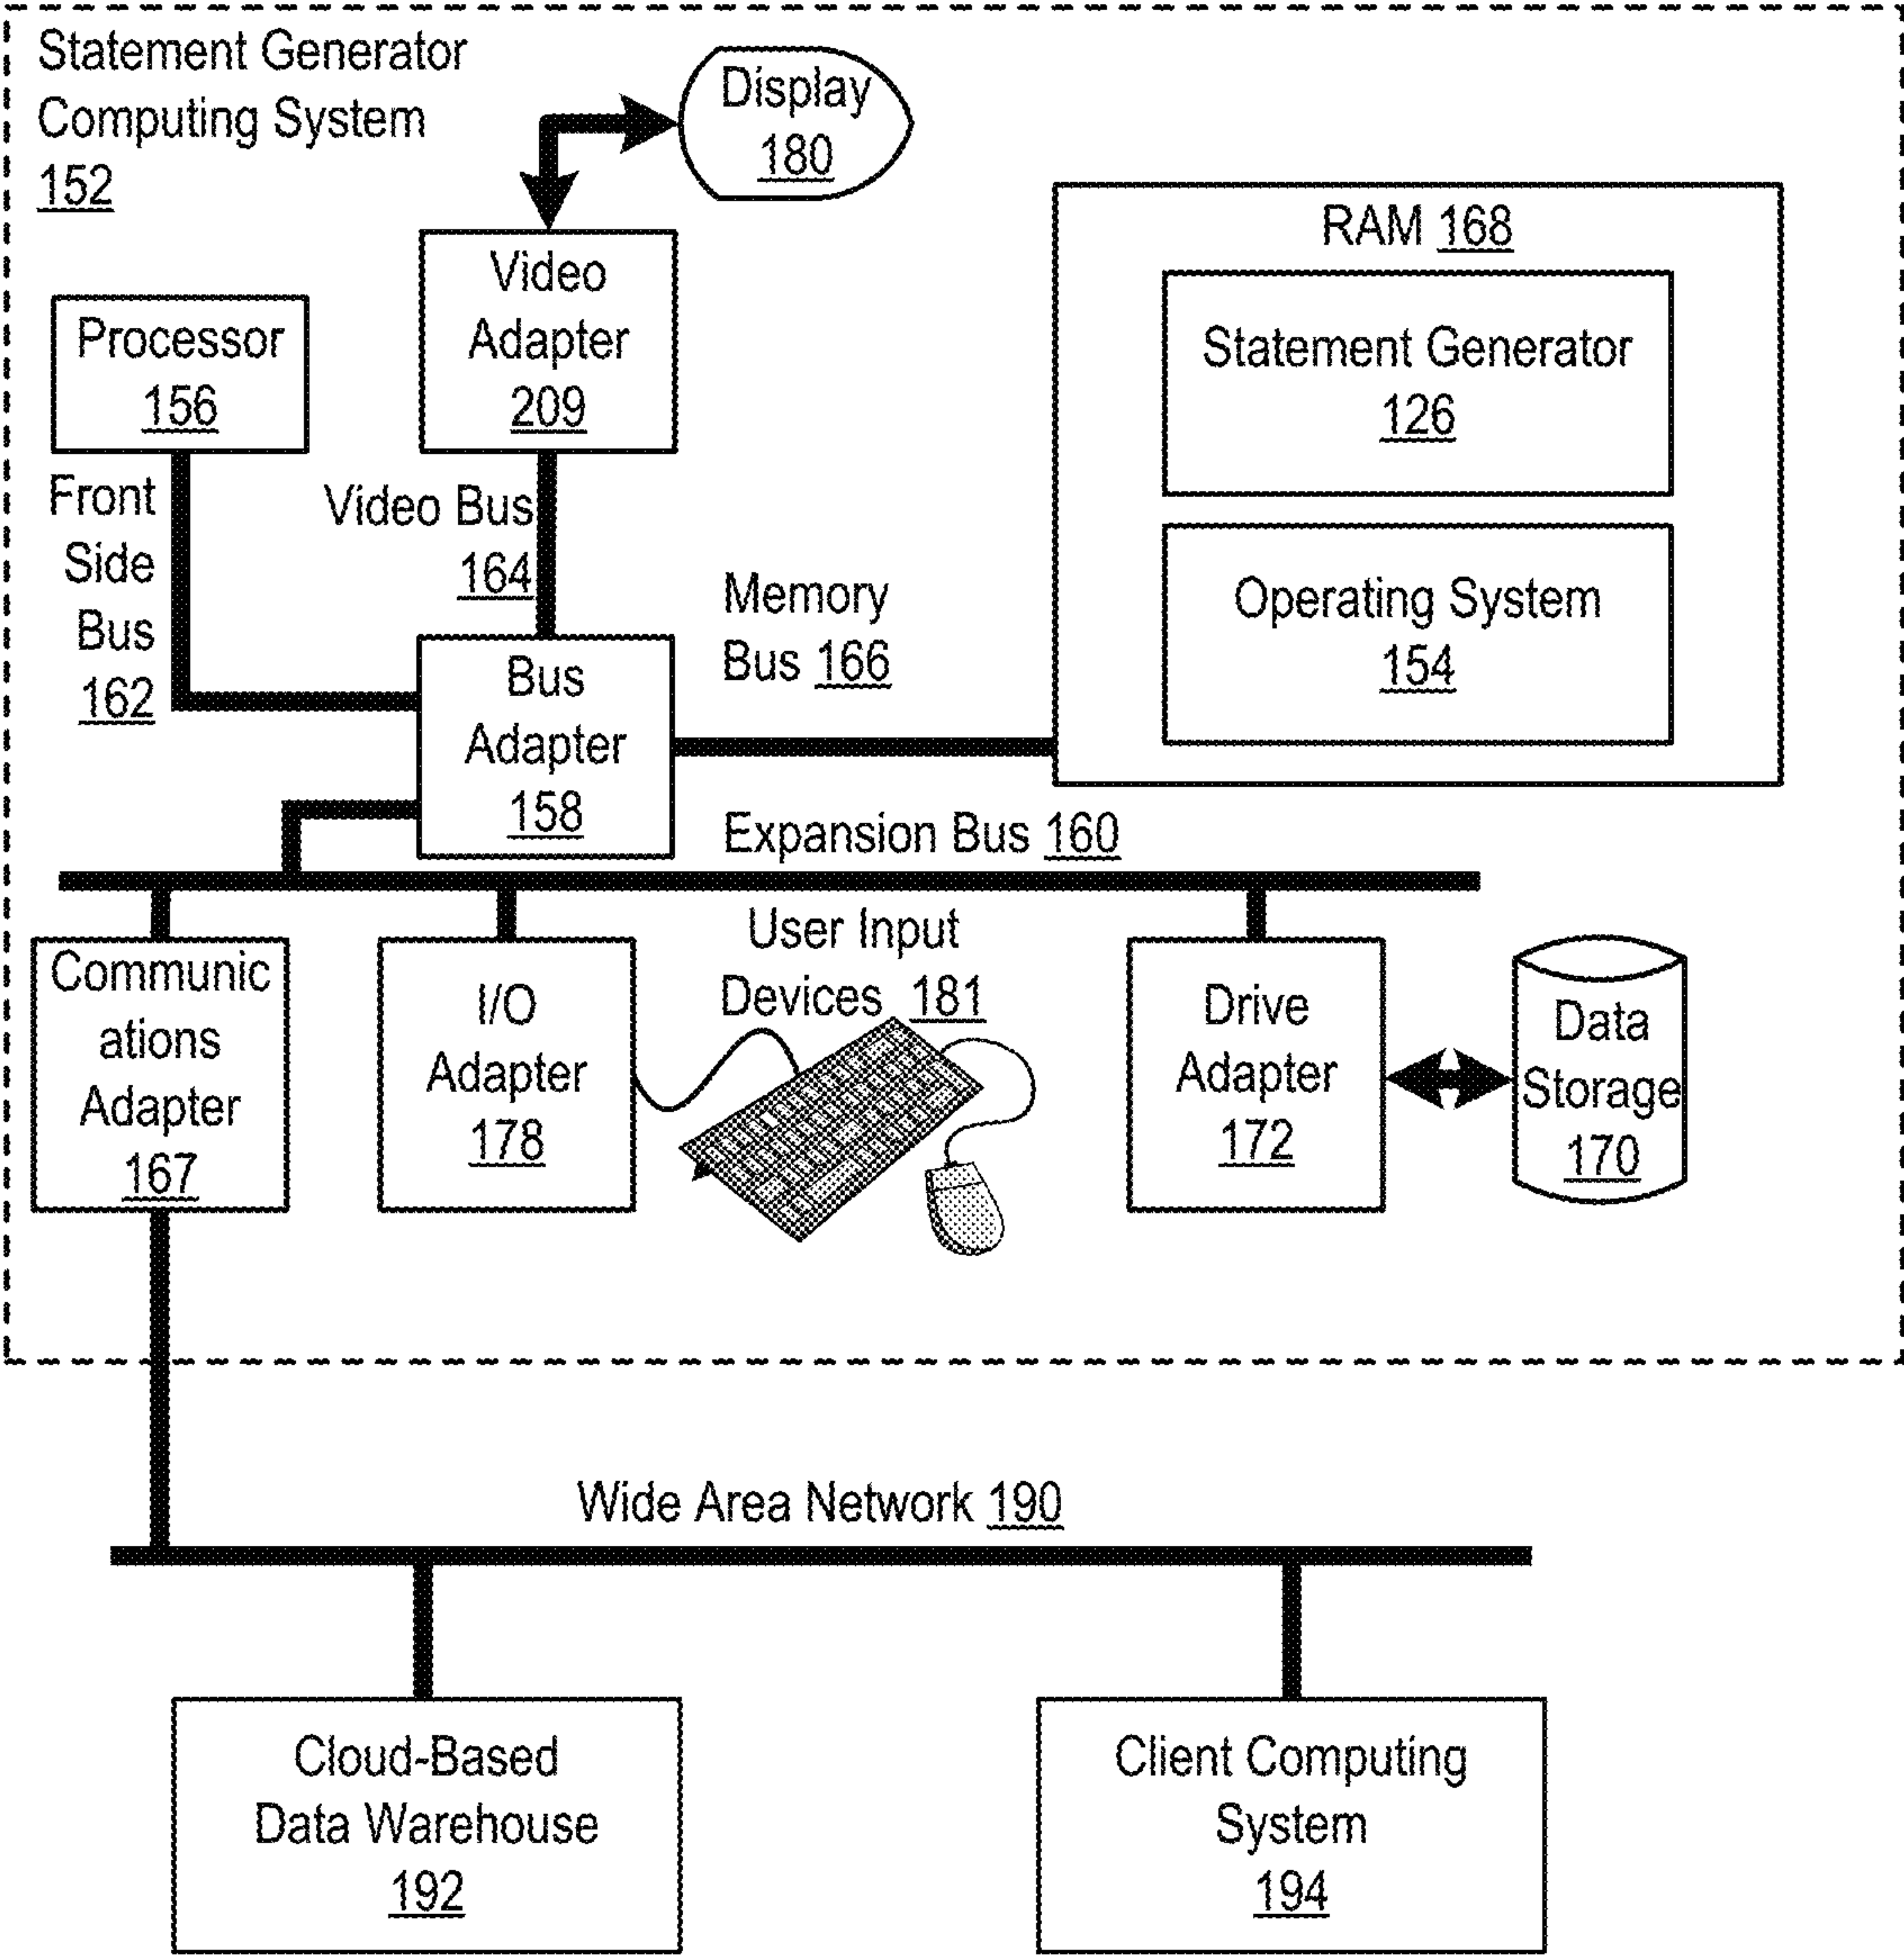 Statement Generator
Computing System
152
Display
180
Video
Adapter
209
Processor
156
RAM 168
Statement Generator
126
Operating System
154
Front
Side
Bus
162
Video Bus
164
Memory
Bus 166
Bus
Adapter
158
Expansion Bus 160
Communic
ations
Adapter
167
I/O
Adapter
178
User Input
Devices 181
Drive
Adapter
172
Data
Storage
170
Wide Area Network 190
Cloud-Based
Data Warehouse
192
Client Computing
System
194